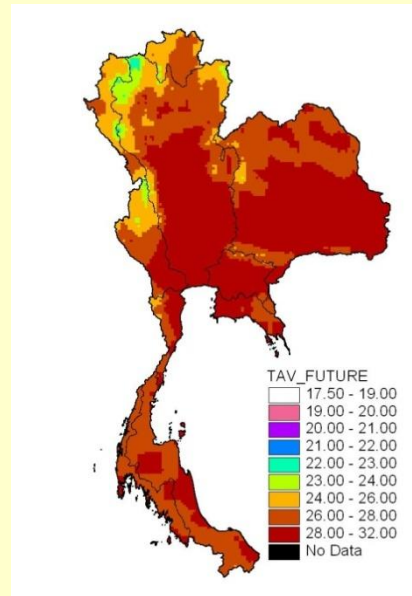 TAV_FUTURE
17.50 - 19.00
19.00 - 20.00
20.00 - 21.00
21.00 - 22.00
22.00 - 23.00
23.00 - 24.00
24.00 - 26.00
26.00 - 28.00
28.00 - 32.00
No Data